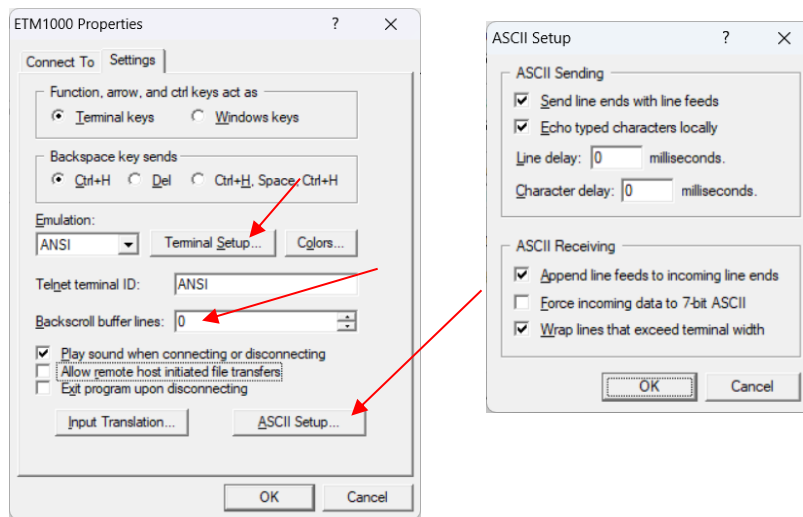 ETM1000 Properties ?
Connect To Settings
Function, arrow, and ctrl keys act as
Terminal keys Windows keys
Backspace key sends
Ctrl+H Del Ctrl+H, Space, Ctrl+H
Emulation:
ANSI Terminal Setup... Colors...
Telnet terminal ID: ANSI
Backscroll buffer lines: 0
Play sound when connecting or disconnecting
Allow remote host initiated file transfers
Exit program upon disconnecting
Input Translation... ASCII Setup...
OK Cancel
ASCII Setup ?
ASCII Sending
Send line ends with line feeds
Echo typed characters locally
Line delay: 0 milliseconds.
Character delay: 0 milliseconds.
ASCII Receiving
Append line feeds to incoming line ends
Force incoming data to 7-bit ASCII
Wrap lines that exceed terminal width
OK Cancel